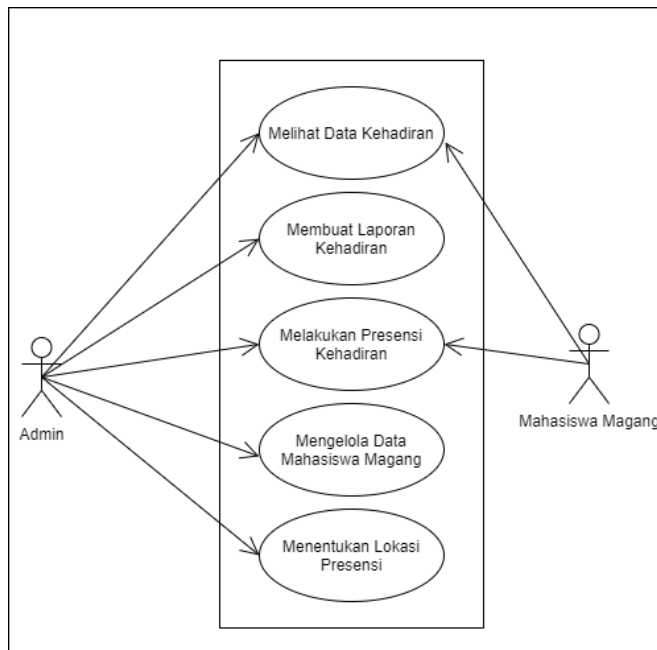 Melihat Data Kehadiran
Membuat Laporan
Kehadiran
Melakukan Presensi
Kehadiran
Mengelola Data
Mahasiswa Magang
Menentukan Lokasi
Presensi
Admin
Mahasiswa Magang